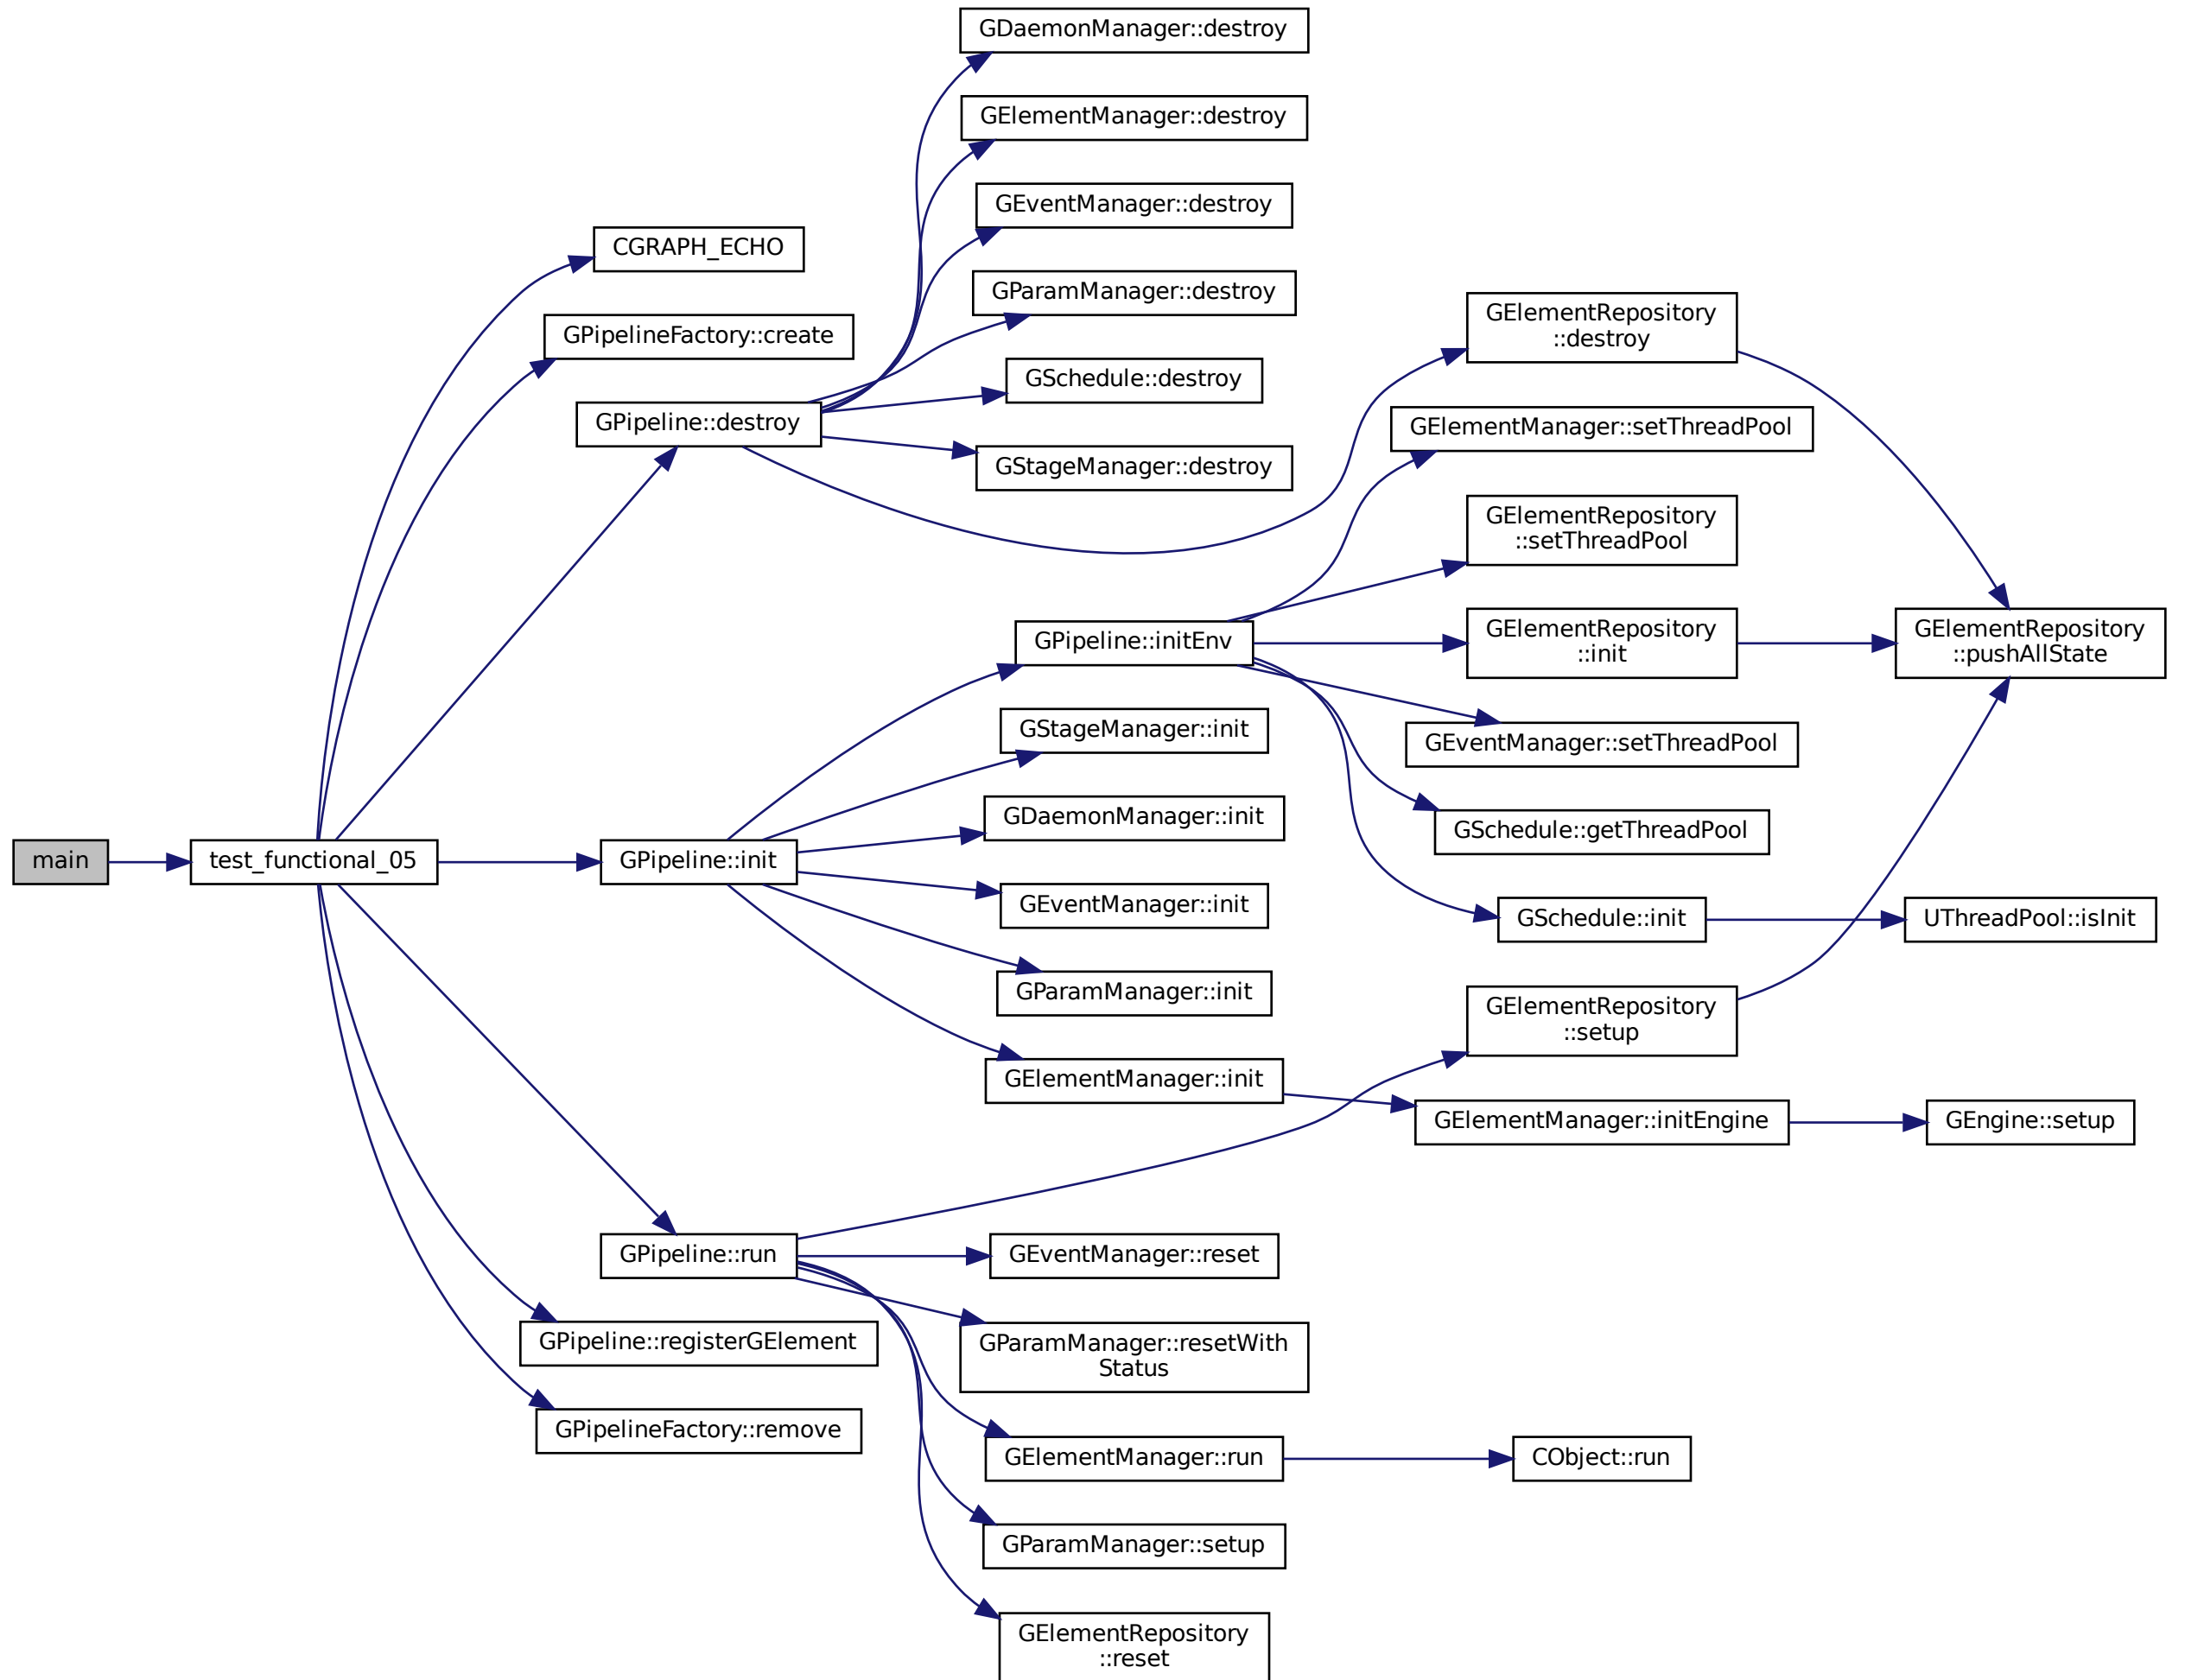 GDaemonManager::destroy
GElementManager::destroy
GEventManager::destroy
CGRAPH_ECHO
GParamManager::destroy
GElementRepository
::destroy
GPipelineFactory::create
GSchedule::destroy
GPipeline::destroy
GElementManager::setThreadPool
GStageManager::destroy
GElementRepository
::setThreadPool
GPipeline::initEnv
GElementRepository
::init
GElementRepository
::pushAllState
GStageManager::init
GEventManager::setThreadPool
GDaemonManager::init
GSchedule::getThreadPool
main
test_functional_05
GPipeline::init
GEventManager::init
GSchedule::init
UThreadPool::isInit
GParamManager::init
GElementRepository
::setup
GElementManager::init
GElementManager::initEngine
GEngine::setup
GPipeline::run
GEventManager::reset
GPipeline::registerGElement
GParamManager::resetWith
Status
GPipelineFactory::remove
GElementManager::run
CObject::run
GParamManager::setup
GElementRepository
::reset